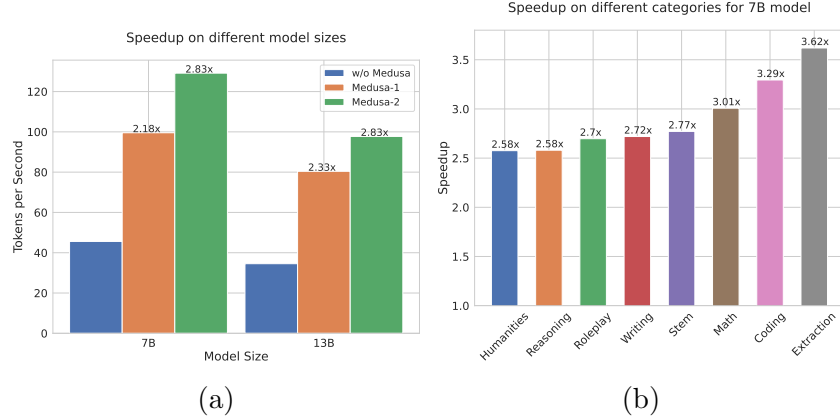 Speedup on different model sizes
Tokens per Second
120
100
80
60
40
20
0
2.18x
2.83x
2.33x
2.83x
w/o Medusa
Medusa-1
Medusa-2
7B
13B
Model Size
(a)
Speedup on different categories for 7B model
Speedup
3.5
3.0
2.5
2.0
1.5
1.0
2.58x
2.58x
2.7x
2.72x
2.77x
3.01x
3.29x
3.62x
Humanities
Reasoning
Roleplay
Writing
Stem
Math
Coding
Extraction
(b)